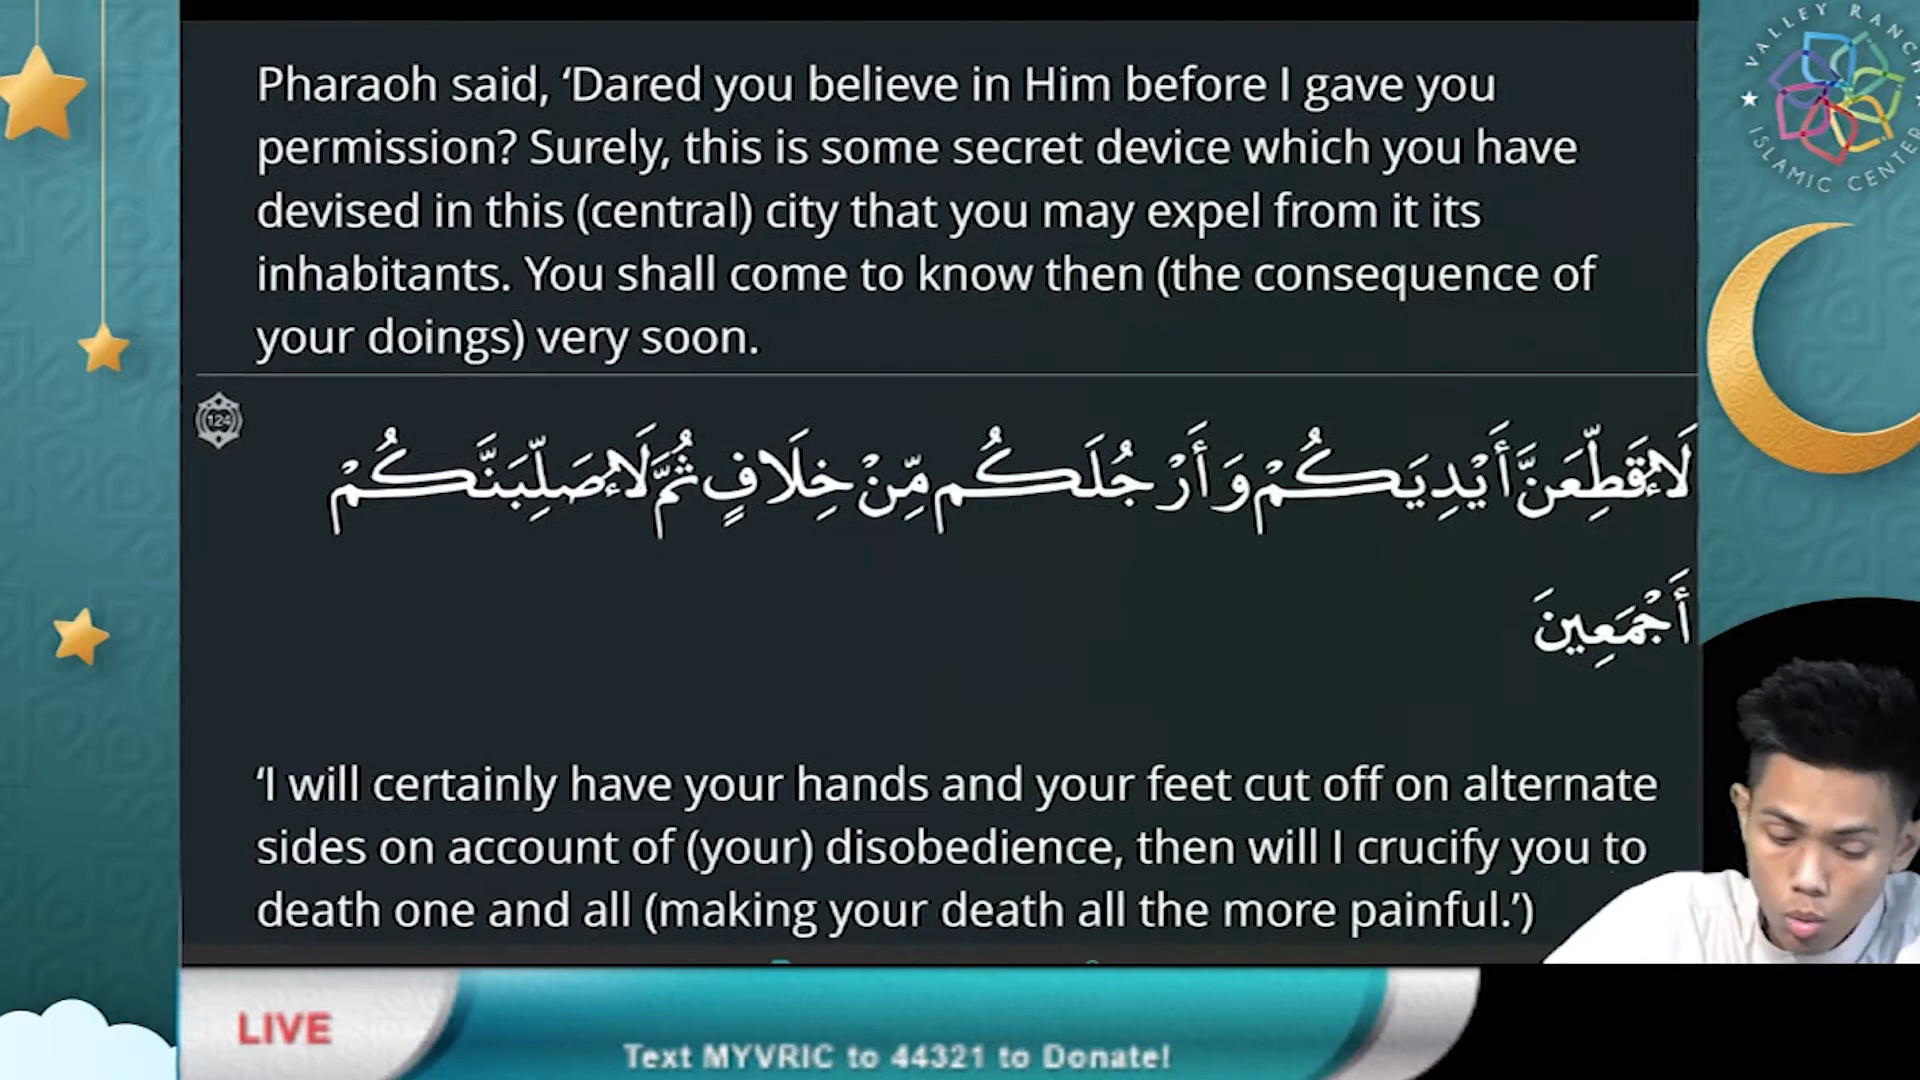 VALLEY RANCH
ISLAMIC CENTER
Pharaoh said, ‘Dared you believe in Him before I gave you
permission? Surely, this is some secret device which you have
devised in this (central) city that you may expel from it its
inhabitants. You shall come to know then (the consequence of
your doings) very soon.
124
لَأُقَطِّعَنَّ أَيْدِيَكُمْ وَأَرْجُلَكُم مِّنْ خِلَافٍ ثُمَّ لَأُصَلِّبَنَّكُمْ
أَجْمَعِينَ
‘I will certainly have your hands and your feet cut off on alternate
sides on account of (your) disobedience, then will I crucify you to
death one and all (making your death all the more painful.’)
LIVE
Text MYVRIC to 44321 to Donate!